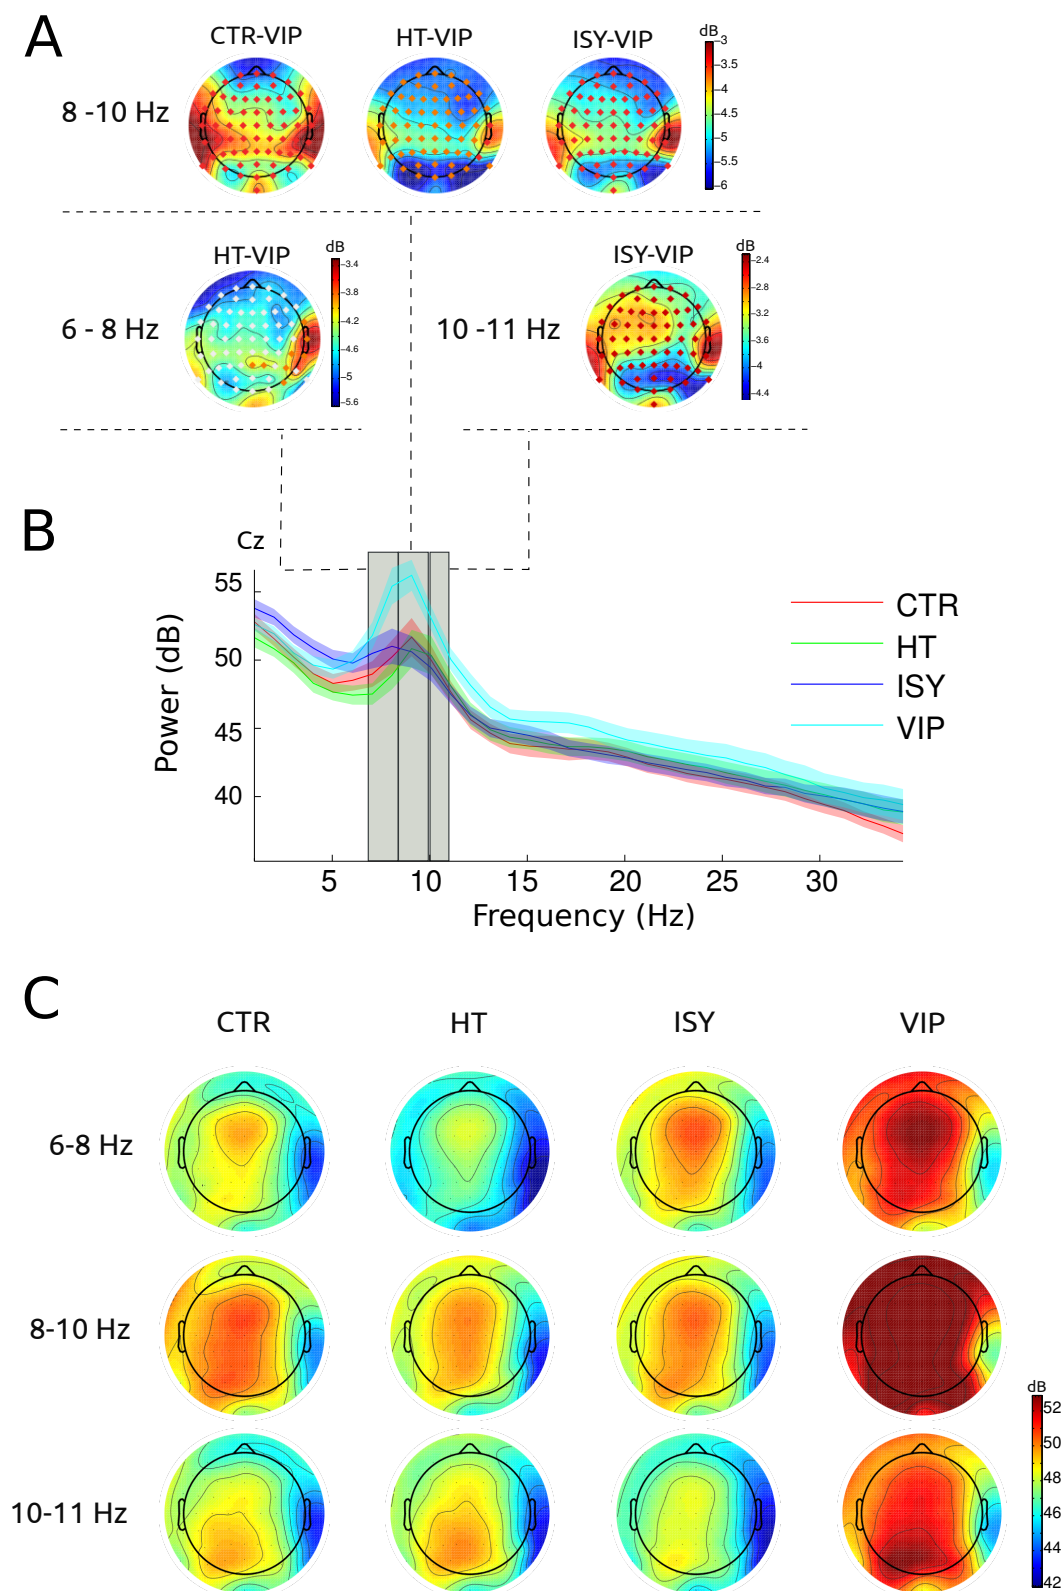 A
CTR-VIP
HT-VIP
ISY-VIP
dB
8 -10 Hz
-3
-3.5
-4
-4.5
-5
-5.5
-6
HT-VIP
dB
ISY-VIP
dB
6 - 8 Hz
-3.4
-3.8
-4.2
-4.6
-5
-5.6
10 -11 Hz
-2.4
-2.8
-3.2
-3.6
-4
-4.4
B
Cz
55
50
45
40
Power (dB)
5
10
15
20
25
30
Frequency (Hz)
CTR
HT
ISY
VIP
C
CTR
HT
ISY
VIP
6-8 Hz
8-10 Hz
10-11 Hz
dB
52
50
48
46
44
42